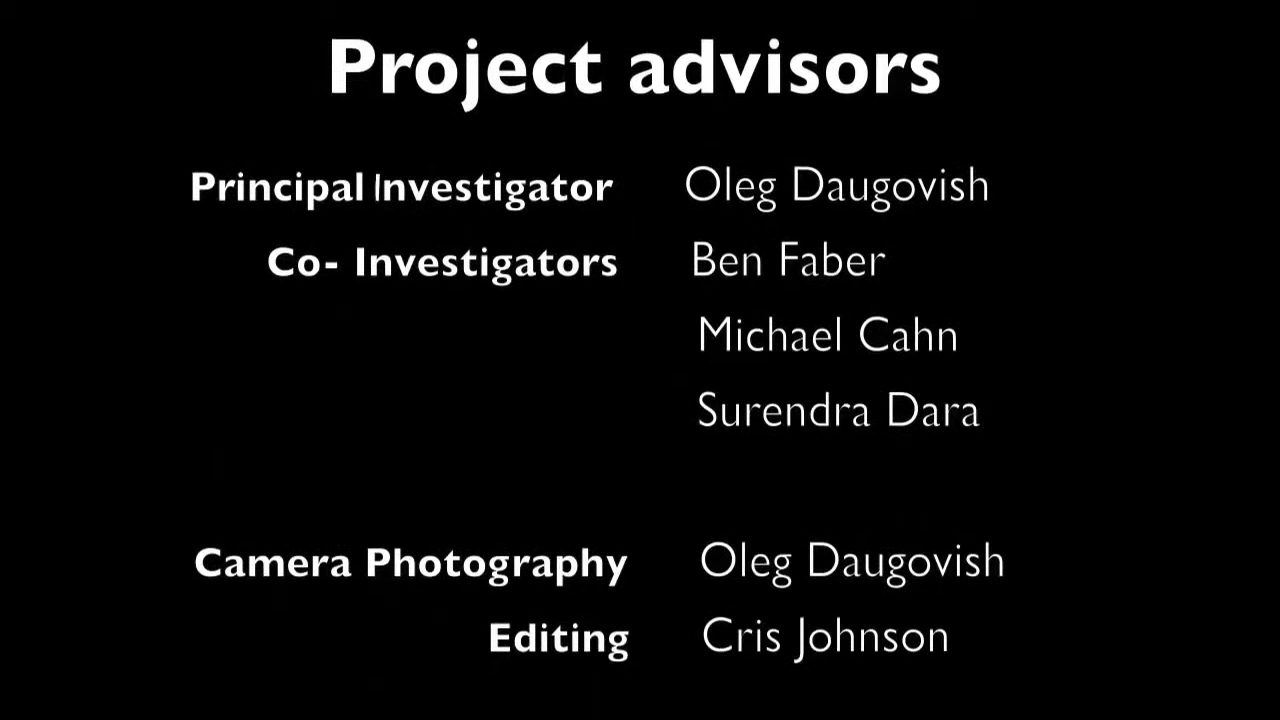 Project advisors
Principal Investigator Oleg Daugovish
Co- Investigators Ben Faber
Michael Cahn
Surendra Dara
Camera Photography Oleg Daugovish
Editing Cris Johnson